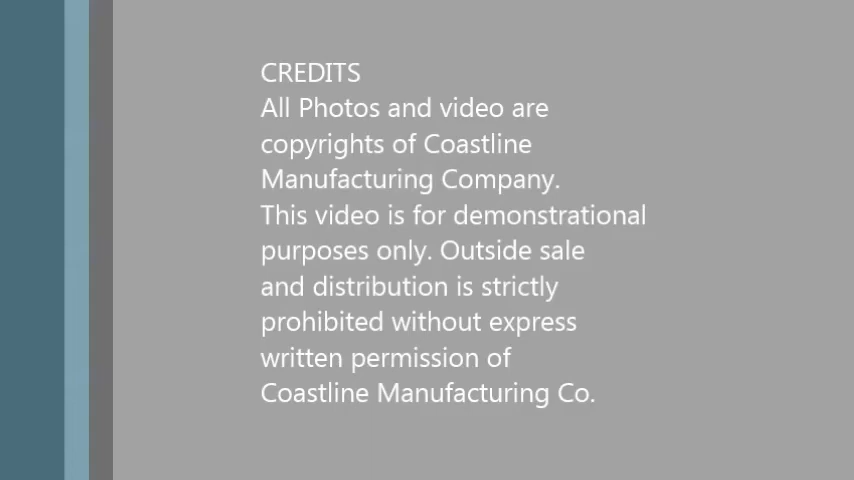 CREDITS
All Photos and video are
copyrights of Coastline
Manufacturing Company.
This video is for demonstrational
purposes only. Outside sale
and distribution is strictly
prohibited without express
written permission of
Coastline Manufacturing Co.